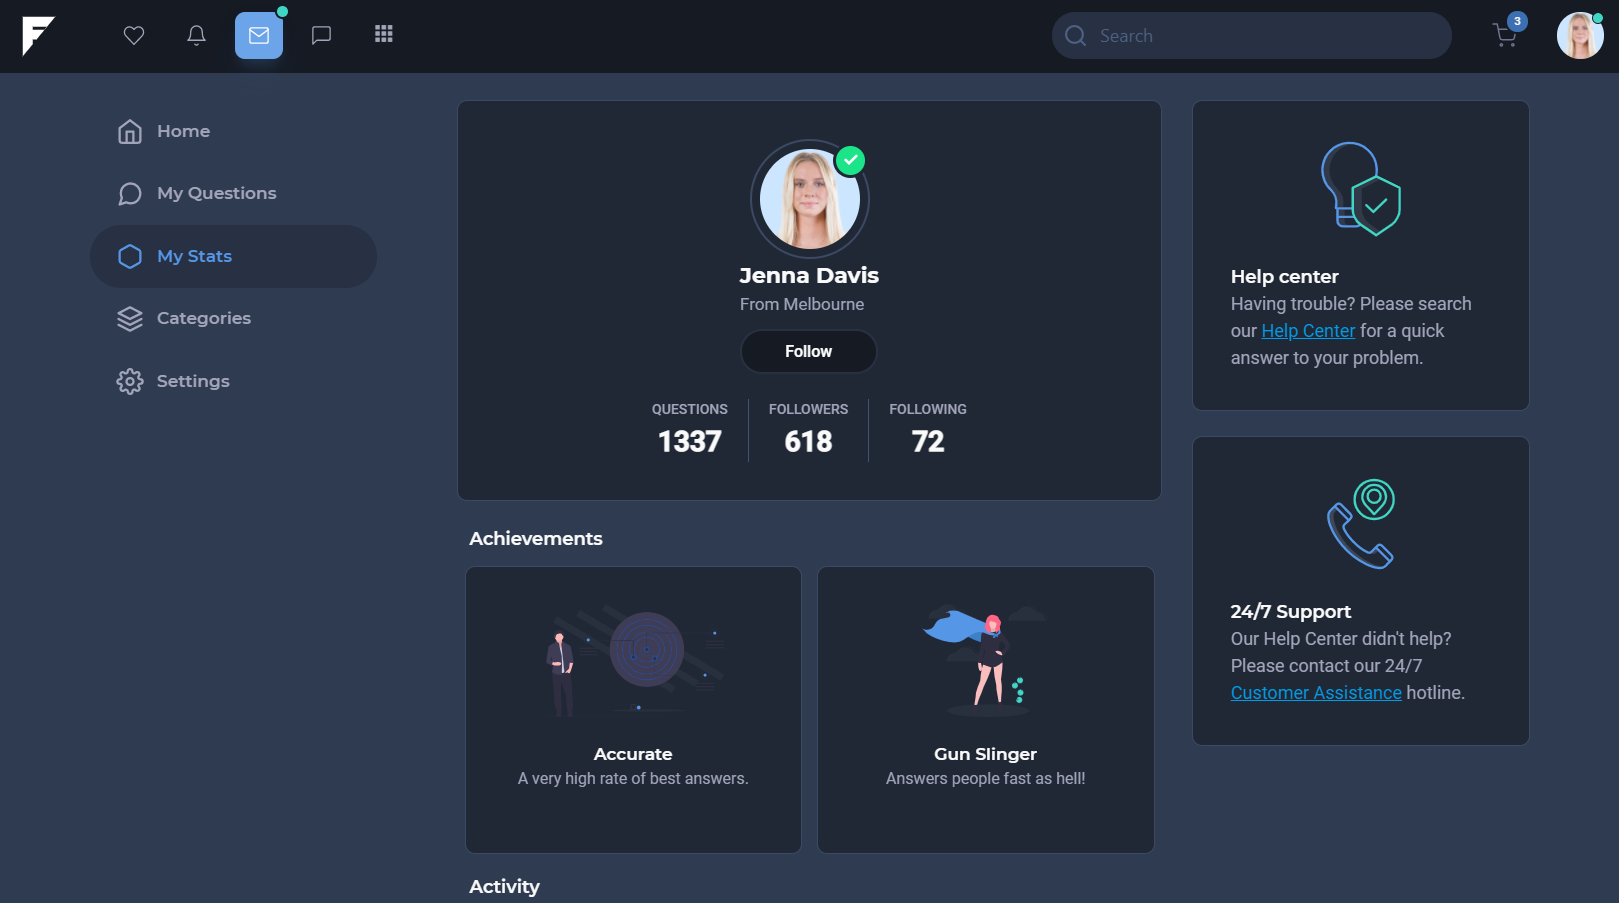 3
Search
Home
My Questions
My Stats
Categories
Settings
Jenna Davis
From Melbourne
Follow
QUESTIONS FOLLOWERS FOLLOWING
1337 618 72
Achievements
Accurate
A very high rate of best answers.
Gun Slinger
Answers people fast as hell!
Activity
Help center
Having trouble? Please search
our Help Center for a quick
answer to your problem.
24/7 Support
Our Help Center didn't help?
Please contact our 24/7
Customer Assistance hotline.